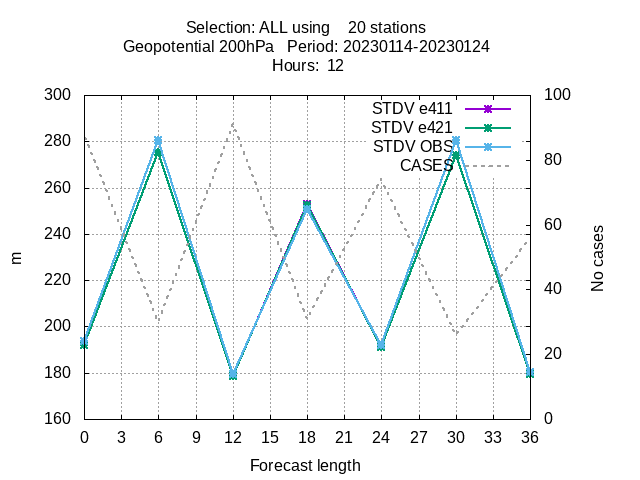 Selection: ALL using    20 stations
Geopotential 200hPa   Period: 20230114-20230124
Hours:  12
300
280
260
240
220
200
180
160
m
100
80
60
40
20
0
No cases
STDV e411
STDV e421
STDV OBS
CASES
0 3 6 9 12 15 18 21 24 27 30 33 36
Forecast length